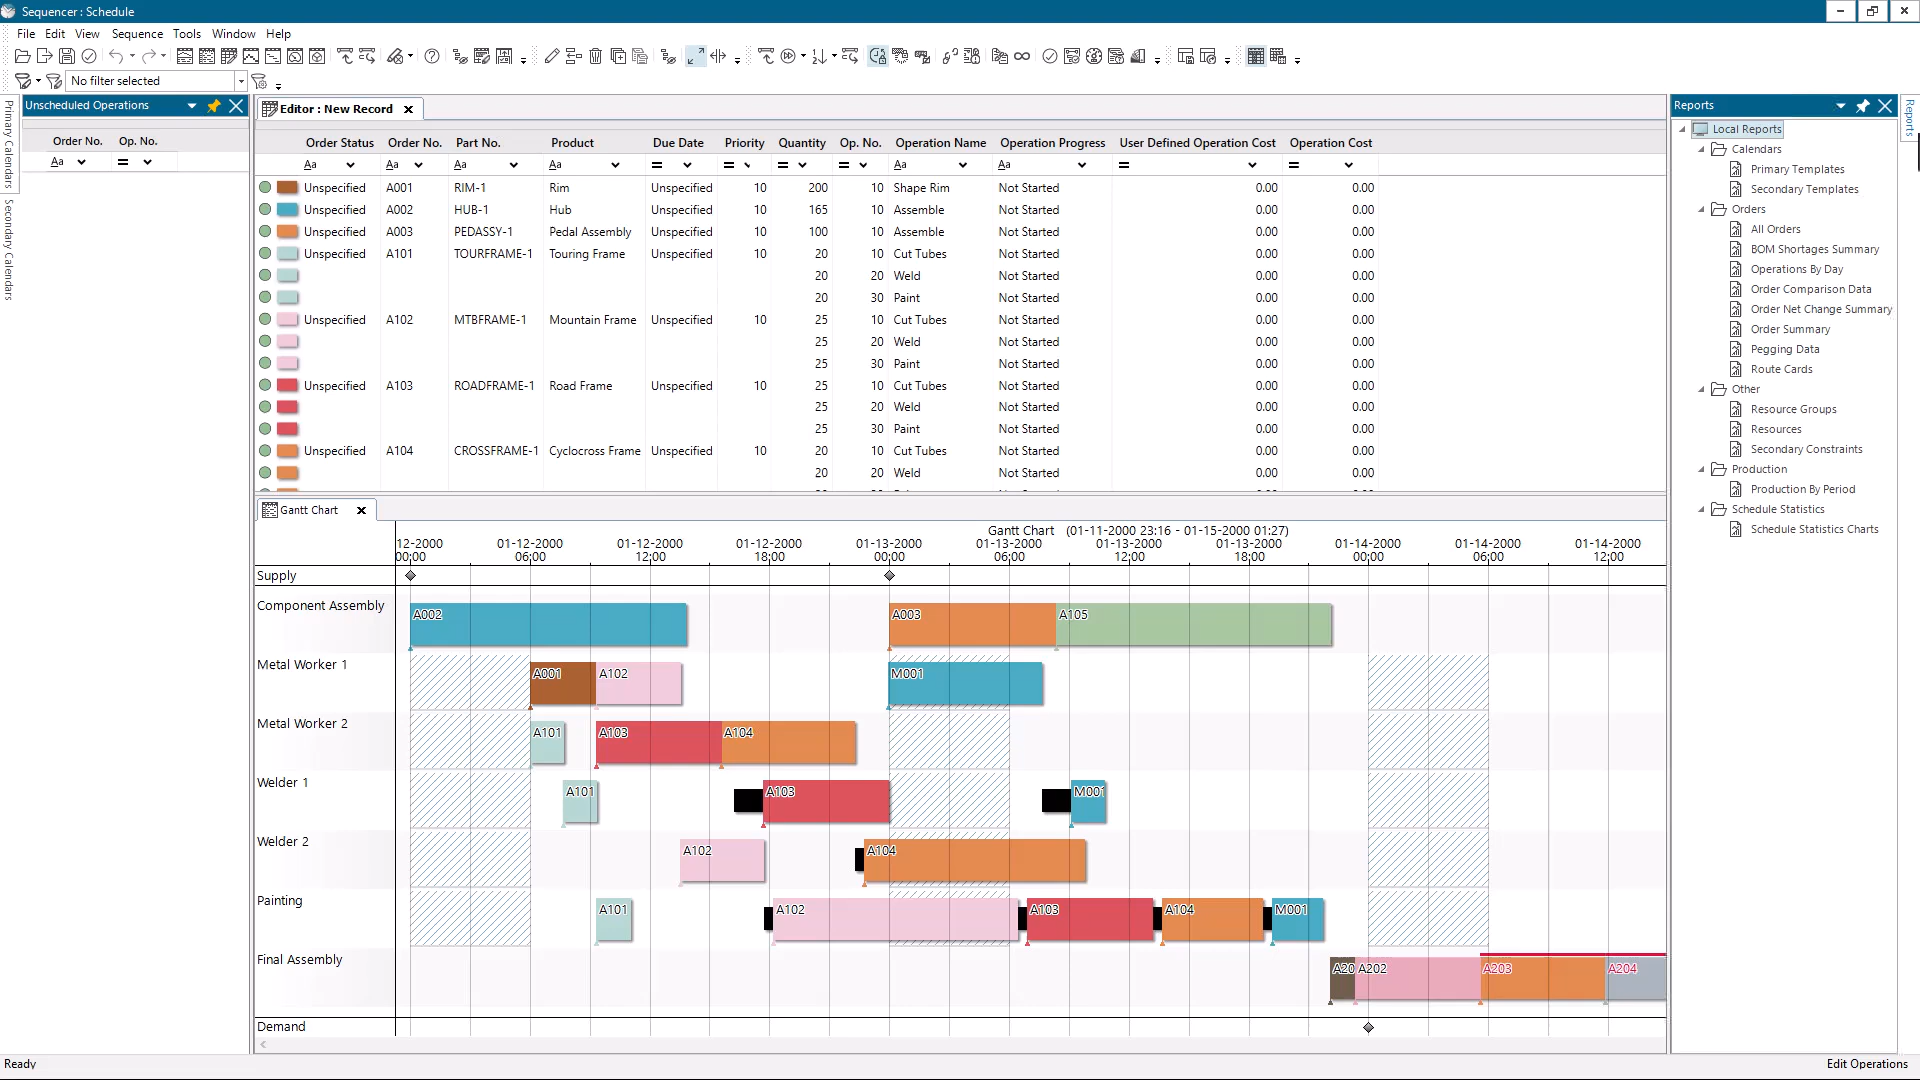 Sequencer : Schedule
File Edit View Sequence Tools Window Help
No filter selected
Primary Calendars
Secondary Calendars
Unscheduled Operations
Order No. Op. No.
Aa =
Editor : New Record
Order Status Order No. Part No. Product Due Date Priority Quantity Op. No. Operation Name Operation Progress User Defined Operation Cost Operation Cost
Aa Aa Aa Aa = = = = Aa Aa = =
Unspecified A001 RIM-1 Rim Unspecified 10 200 10 Shape Rim Not Started 0.00 0.00
Unspecified A002 HUB-1 Hub Unspecified 10 165 10 Assemble Not Started 0.00 0.00
Unspecified A003 PEDASSY-1 Pedal Assembly Unspecified 10 100 10 Assemble Not Started 0.00 0.00
Unspecified A101 TOURFRAME-1 Touring Frame Unspecified 10 20 10 Cut Tubes Not Started 0.00 0.00
20 20 Weld Not Started 0.00 0.00
20 30 Paint Not Started 0.00 0.00
Unspecified A102 MTBFRAME-1 Mountain Frame Unspecified 10 25 10 Cut Tubes Not Started 0.00 0.00
25 20 Weld Not Started 0.00 0.00
25 30 Paint Not Started 0.00 0.00
Unspecified A103 ROADFRAME-1 Road Frame Unspecified 10 25 10 Cut Tubes Not Started 0.00 0.00
25 20 Weld Not Started 0.00 0.00
25 30 Paint Not Started 0.00 0.00
Unspecified A104 CROSSFRAME-1 Cyclocross Frame Unspecified 10 20 10 Cut Tubes Not Started 0.00 0.00
20 20 Weld Not Started 0.00 0.00
Gantt Chart
Gantt Chart (01-11-2000 23:16 - 01-15-2000 01:27)
12-2000 01-12-2000 01-12-2000 01-12-2000 01-13-2000 01-13-2000 01-13-2000 01-13-2000 01-14-2000 01-14-2000 01-14-2000
00:00 06:00 12:00 18:00 00:00 06:00 12:00 18:00 00:00 06:00 12:00
Supply
Component Assembly A002 A003 A105
Metal Worker 1 A001 A102 M001
Metal Worker 2 A101 A103 A104
Welder 1 A101 A103 M001
Welder 2 A102 A104
Painting A101 A102 A103 A104 M001
Final Assembly A20 A202 A203 A204
Demand
Reports
Local Reports
Calendars
Primary Templates
Secondary Templates
Orders
All Orders
BOM Shortages Summary
Operations By Day
Order Comparison Data
Order Net Change Summary
Order Summary
Pegging Data
Route Cards
Other
Resource Groups
Resources
Secondary Constraints
Production
Production By Period
Schedule Statistics
Schedule Statistics Charts
Reports
Ready
Edit Operations